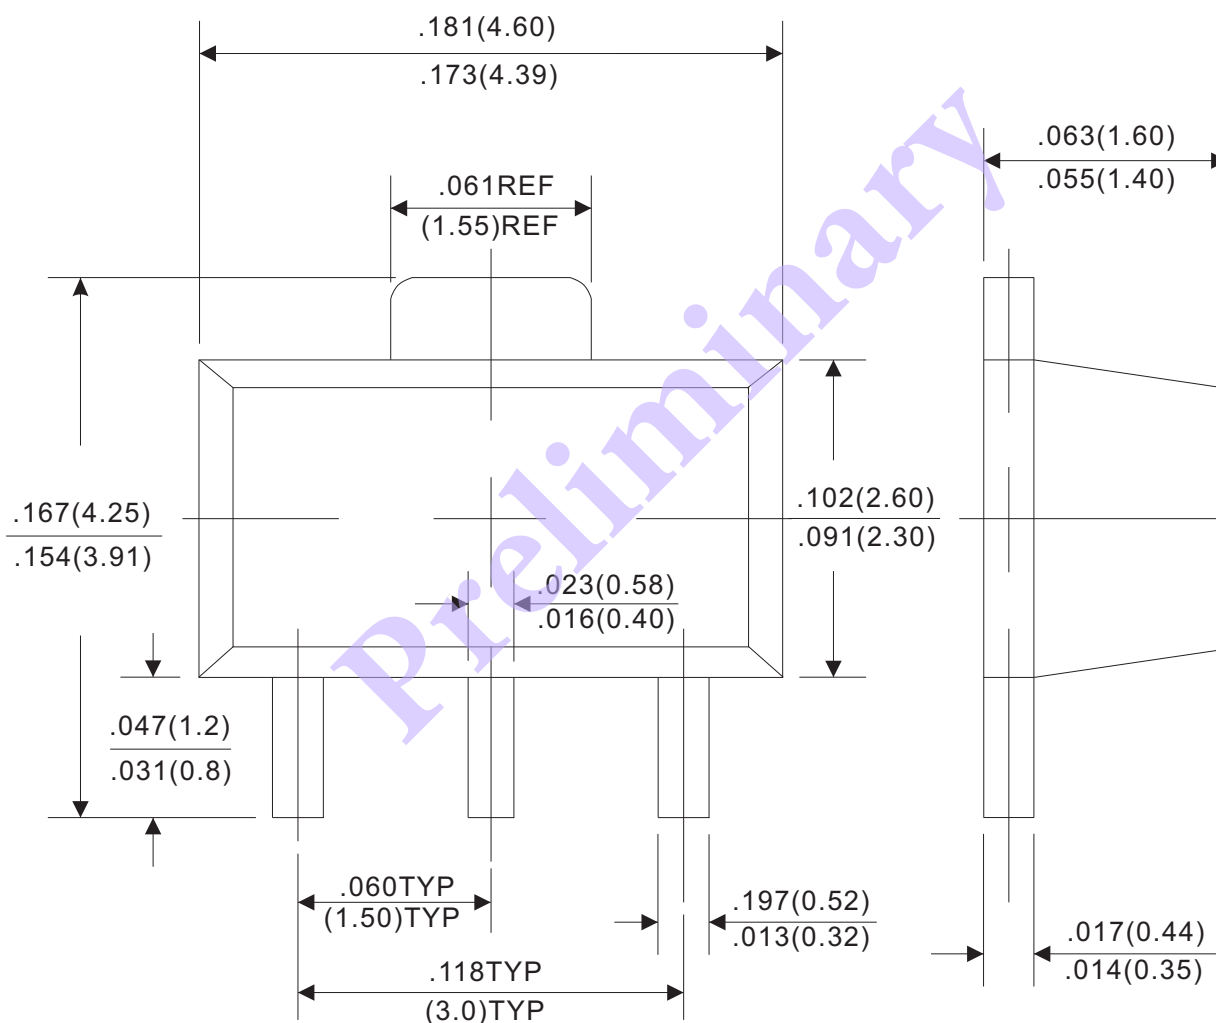 .181(4.60)
.173(4.39)
.063(1.60)
.055(1.40)
.061REF
(1.55)REF
.167(4.25)
.154(3.91)
.102(2.60)
.091(2.30)
.023(0.58)
.016(0.40)
.047(1.2)
.031(0.8)
.060TYP
(1.50)TYP
.197(0.52)
.013(0.32)
.017(0.44)
.014(0.35)
.118TYP
(3.0)TYP
Preliminary